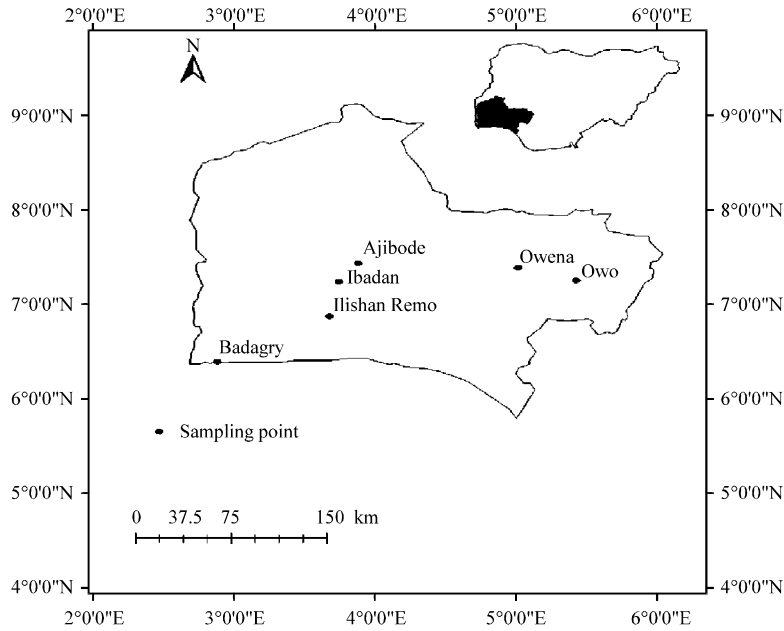 2°0'0"E 3°0'0"E 4°0'0"E 5°0'0"E 6°0'0"E
N
9°0'0"N 9°0'0"N
8°0'0"N 8°0'0"N
Ajibode
Owena
Ibadan
Owo
7°0'0"N 7°0'0"N
Ilishan Remo
Badagry
6°0'0"N 6°0'0"N
Sampling point
5°0'0"N 5°0'0"N
0 37.5 75 150 km
4°0'0"N 4°0'0"N
2°0'0"E 3°0'0"E 4°0'0"E 5°0'0"E 6°0'0"E